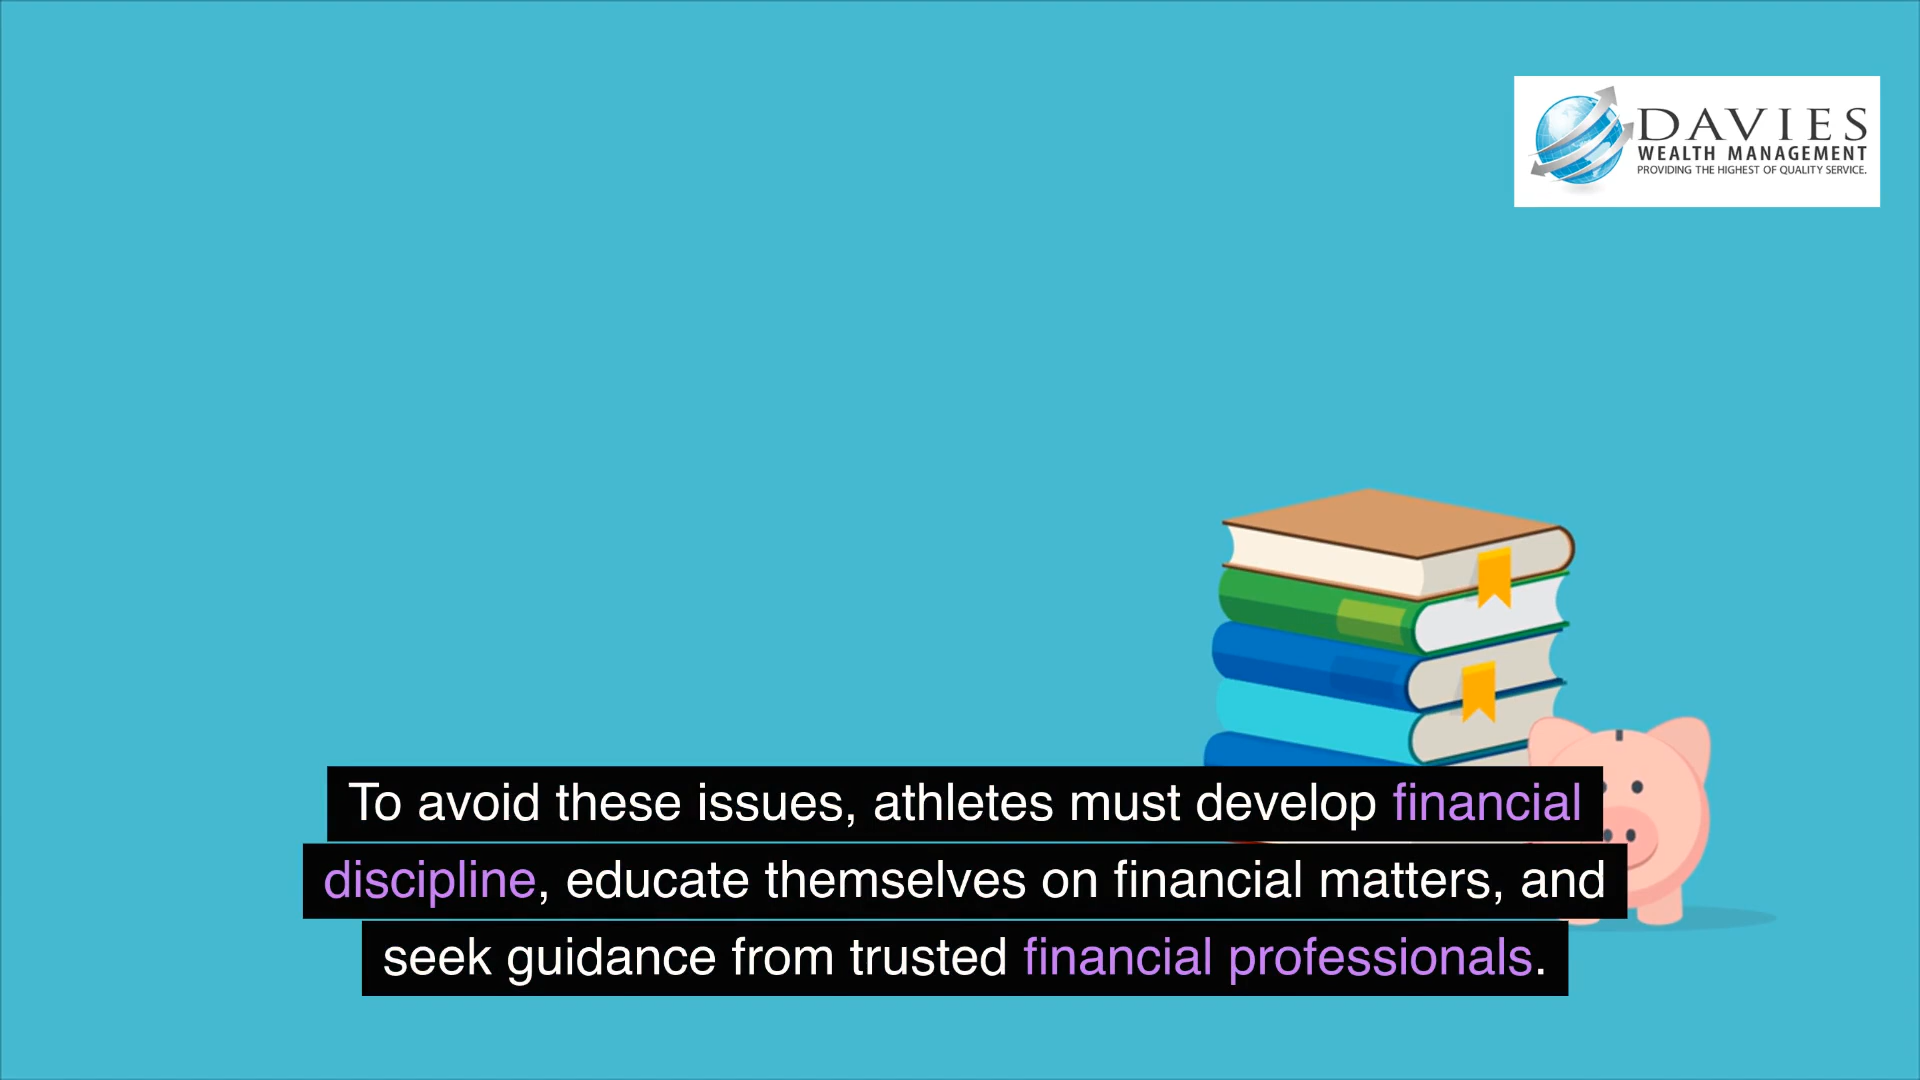 DAVIES
WEALTH MANAGEMENT
PROVIDING THE HIGHEST OF QUALITY SERVICE.
To avoid these issues, athletes must develop financial
discipline, educate themselves on financial matters, and
seek guidance from trusted financial professionals.